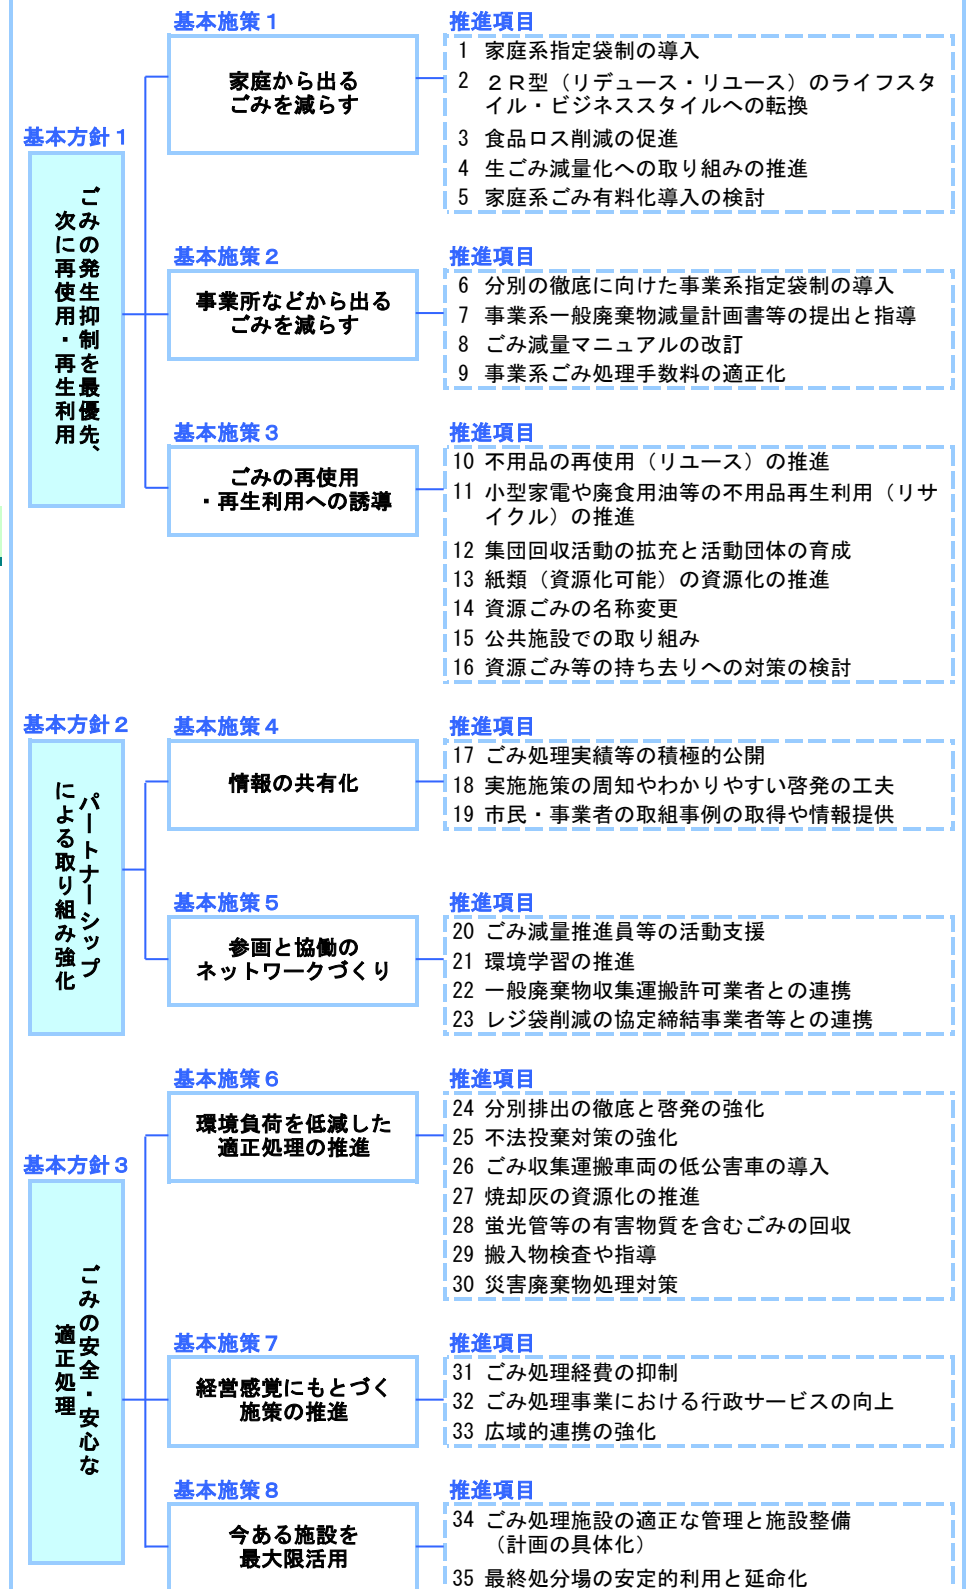 基本方針１
ごみの発生抑制を最優先、
次に再使用・再生利用
基本施策１
家庭から出る
ごみを減らす
推進項目
1 家庭系指定袋制の導入
2 ２Ｒ型（リデュース・リユース）のライフスタ
イル・ビジネススタイルへの転換
3 食品ロス削減の促進
4 生ごみ減量化への取り組みの推進
5 家庭系ごみ有料化導入の検討
基本施策２
事業所などから出る
ごみを減らす
推進項目
6 分別の徹底に向けた事業系指定袋制の導入
7 事業系一般廃棄物減量計画書等の提出と指導
8 ごみ減量マニュアルの改訂
9 事業系ごみ処理手数料の適正化
基本施策３
ごみの再使用
・再生利用への誘導
推進項目
10 不用品の再使用（リユース）の推進
11 小型家電や廃食用油等の不用品再生利用（リサ
イクル）の推進
12 集団回収活動の拡充と活動団体の育成
13 紙類（資源化可能）の資源化の推進
14 資源ごみの名称変更
15 公共施設での取り組み
16 資源ごみ等の持ち去りへの対策の検討
基本方針２
パートナーシップ
による取り組み強化
基本施策４
情報の共有化
推進項目
17 ごみ処理実績等の積極的公開
18 実施施策の周知やわかりやすい啓発の工夫
19 市民・事業者の取組事例の取得や情報提供
基本施策５
参画と協働の
ネットワークづくり
推進項目
20 ごみ減量推進員等の活動支援
21 環境学習の推進
22 一般廃棄物収集運搬許可業者との連携
23 レジ袋削減の協定締結事業者等との連携
基本方針３
ごみの安全・安心な
適正処理
基本施策６
環境負荷を低減した
適正処理の推進
推進項目
24 分別排出の徹底と啓発の強化
25 不法投棄対策の強化
26 ごみ収集運搬車両の低公害車の導入
27 焼却灰の資源化の推進
28 蛍光管等の有害物質を含むごみの回収
29 搬入物検査や指導
30 災害廃棄物処理対策
基本施策７
経営感覚にもとづく
施策の推進
推進項目
31 ごみ処理経費の抑制
32 ごみ処理事業における行政サービスの向上
33 広域的連携の強化
基本施策８
今ある施設を
最大限活用
推進項目
34 ごみ処理施設の適正な管理と施設整備
（計画の具体化）
35 最終処分場の安定的利用と延命化